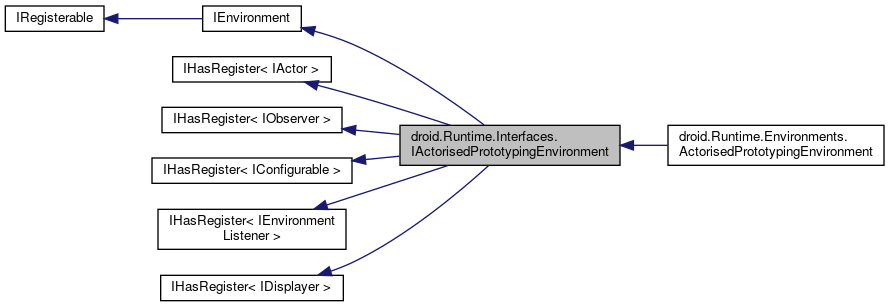 IRegisterable
IEnvironment
IHasRegister< IActor >
IHasRegister< IObserver >
IHasRegister< IConfigurable >
IHasRegister< IEnvironment
Listener >
IHasRegister< IDisplayer >
droid.Runtime.Interfaces.
IActorisedPrototypingEnvironment
droid.Runtime.Environments.
ActorisedPrototypingEnvironment